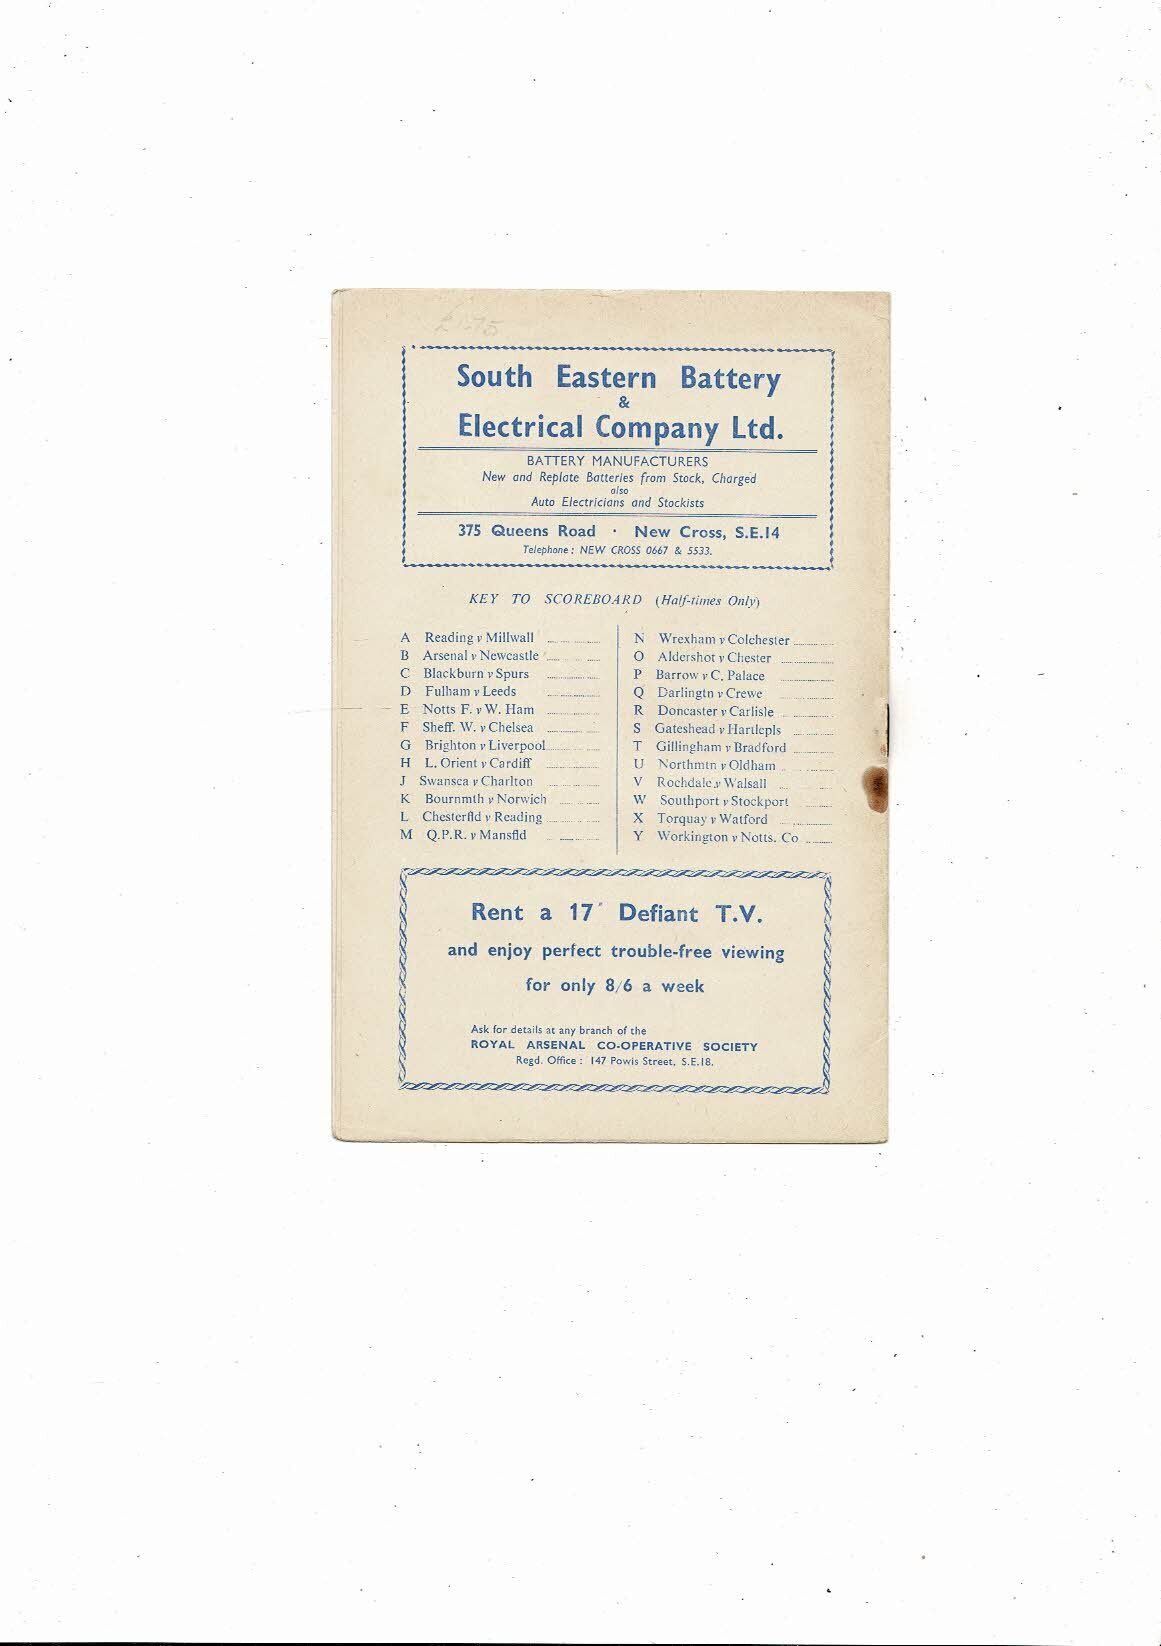 £1.75
South Eastern Battery
&
Electrical Company Ltd.
BATTERY MANUFACTURERS
New and Replate Batteries from Stock, Charged
also
Auto Electricians and Stockists
375 Queens Road · New Cross, S.E.14
Telephone: NEW CROSS 0667 & 5533.
KEY TO SCOREBOARD (Half-times Only)
A Reading v Millwall
B Arsenal v Newcastle
C Blackburn v Spurs
D Fulham v Leeds
E Notts F. v W. Ham
F Sheff. W. v Chelsea
G Brighton v Liverpool
H L. Orient v Cardiff
J Swansea v Charlton
K Bournmth v Norwich
L Chesterfld v Reading
M Q.P.R. v Mansfld
N Wrexham v Colchester
O Aldershot v Chester
P Barrow v C. Palace
Q Darlingtn v Crewe
R Doncaster v Carlisle
S Gateshead v Hartlepls
T Gillingham v Bradford
U Northmtn v Oldham
V Rochdale v Walsall
W Southport v Stockport
X Torquay v Watford
Y Workington v Notts. Co
Rent a 17" Defiant T.V.
and enjoy perfect trouble-free viewing
for only 8/6 a week
Ask for details at any branch of the
ROYAL ARSENAL CO-OPERATIVE SOCIETY
Regd. Office : 147 Powis Street, S.E.18.